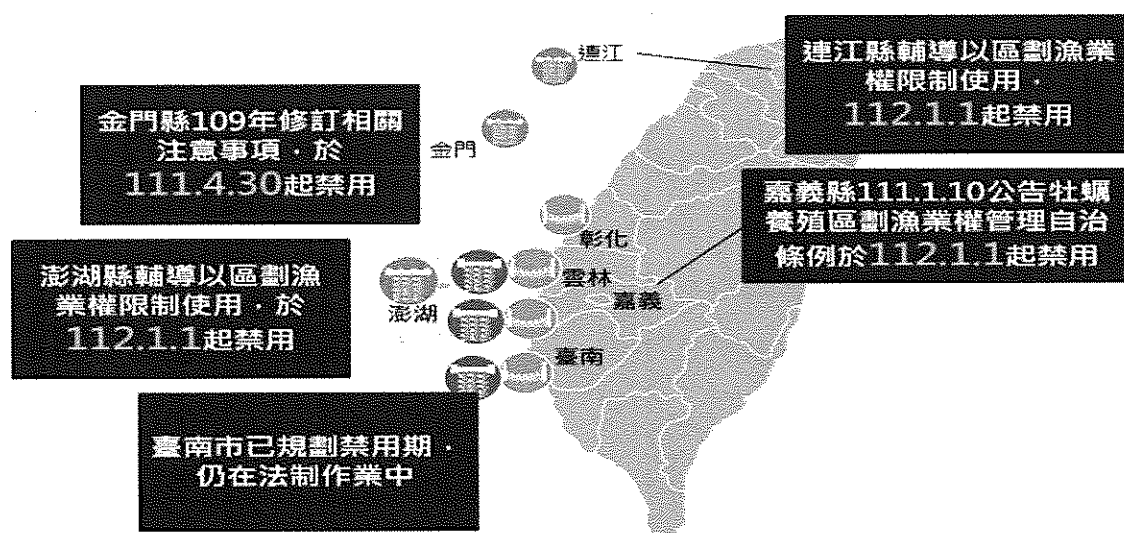 連江
連江縣輔導以區劃漁業
權限制使用，
112.1.1起禁用
金門縣109年修訂相關
注意事項，於
111.4.30起禁用
金門
嘉義縣111.1.10公告牡蠣
養殖區劃漁業權管理自治
條例於112.1.1起禁用
彰化
澎湖縣輔導以區劃漁
業權限制使用，於
112.1.1起禁用
雲林
嘉義
澎湖
臺南
臺南市已規劃禁用期，
仍在法制作業中